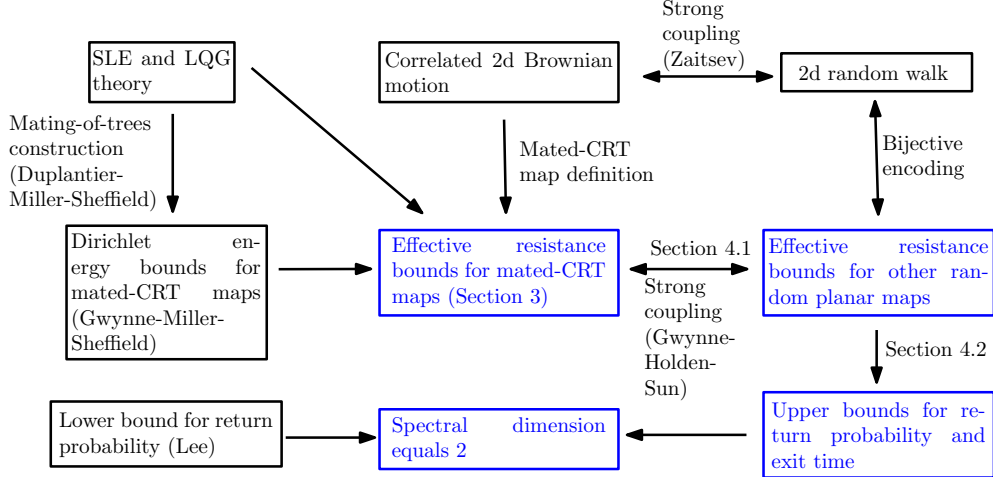 Strong
coupling
(Zaitsev)
SLE and LQG
theory
Correlated 2d Brownian
motion
2d random walk
Mating-of-trees
construction
(Duplantier-
Miller-Sheffield)
Mated-CRT
map definition
Bijective
encoding
Dirichlet en-
ergy bounds for
mated-CRT maps
(Gwynne-Miller-
Sheffield)
Effective resistance
bounds for mated-CRT
maps (Section 3)
Section 4.1
Strong
coupling
(Gwynne-
Holden-
Sun)
Effective resistance
bounds for other ran-
dom planar maps
Section 4.2
Lower bound for return
probability (Lee)
Spectral dimension
equals 2
Upper bounds for re-
turn probability and
exit time